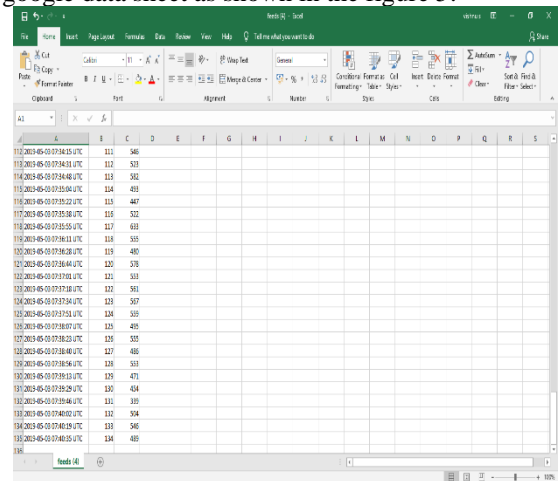 google data sheet as shown in the figure 5.
feeds (4) - Excel
File Home Insert Page Layout Formulas Data Review View Help Tell me what you want to do Share
Cut
Copy
Format Painter
Paste
Calibri 11
B I U
Wrap Text
Merge & Center
General
Conditional Formatting
Format as Table
Cell Styles
Insert Delete Format
AutoSum
Fill
Clear
Sort & Filter
Find & Select
Clipboard Font Alignment Number Styles Cells Editing
A1 fx
A B C D E F G H I J K L M N O P Q R S
112 2019-05-03 07:34:15 UTC 111 546
113 2019-05-03 07:34:31 UTC 112 523
114 2019-05-03 07:34:48 UTC 113 582
115 2019-05-03 07:35:04 UTC 114 493
116 2019-05-03 07:35:22 UTC 115 447
117 2019-05-03 07:35:38 UTC 116 522
118 2019-05-03 07:35:55 UTC 117 633
119 2019-05-03 07:36:11 UTC 118 555
120 2019-05-03 07:36:28 UTC 119 480
121 2019-05-03 07:36:44 UTC 120 578
122 2019-05-03 07:37:01 UTC 121 553
123 2019-05-03 07:37:18 UTC 122 561
124 2019-05-03 07:37:34 UTC 123 567
125 2019-05-03 07:37:51 UTC 124 559
126 2019-05-03 07:38:07 UTC 125 495
127 2019-05-03 07:38:23 UTC 126 555
128 2019-05-03 07:38:40 UTC 127 486
129 2019-05-03 07:38:56 UTC 128 553
130 2019-05-03 07:39:13 UTC 129 471
131 2019-05-03 07:39:29 UTC 130 454
132 2019-05-03 07:39:46 UTC 131 339
133 2019-05-03 07:40:02 UTC 132 504
134 2019-05-03 07:40:19 UTC 133 546
135 2019-05-03 07:40:35 UTC 134 489
136
feeds (4)
100%